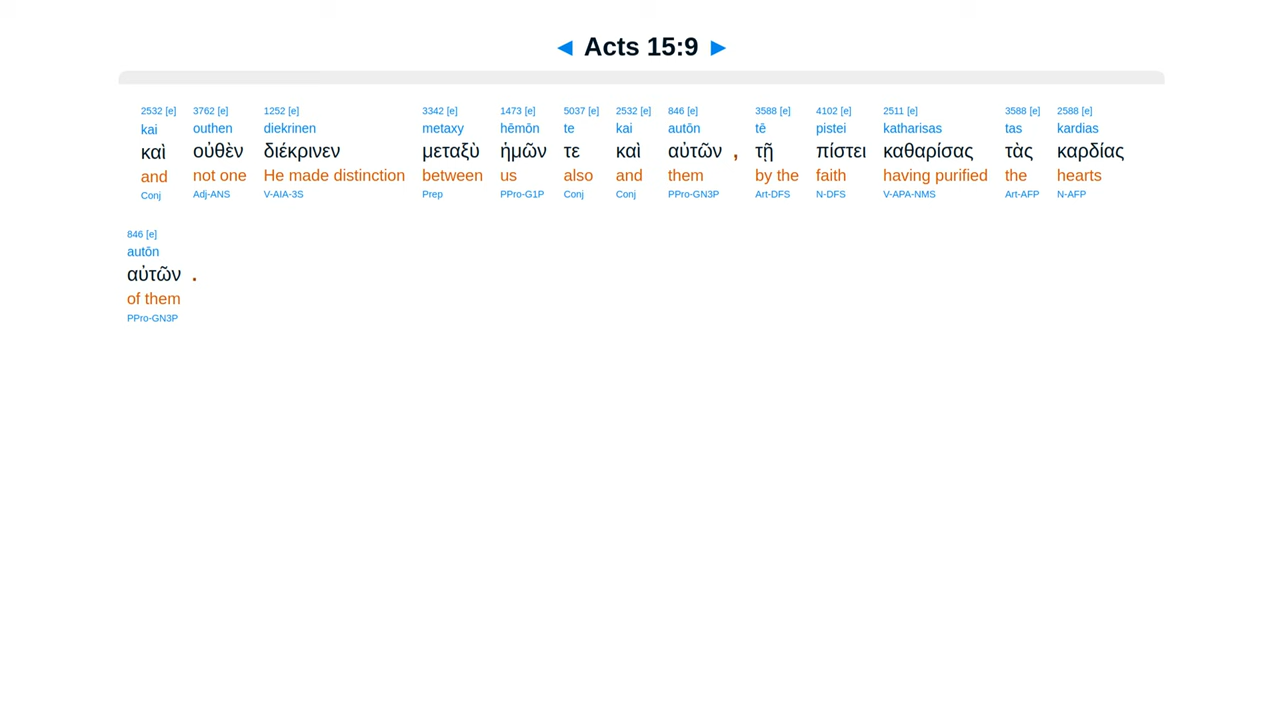 ◄ Acts 15:9 ►
2532 [e] 3762 [e] 1252 [e] 3342 [e] 1473 [e] 5037 [e] 2532 [e] 846 [e] 3588 [e] 4102 [e] 2511 [e] 3588 [e] 2588 [e]
kai outhen diekrinen metaxy hēmōn te kai autōn tē pistei katharisas tas kardias
καὶ οὐθὲν διέκρινεν μεταξὺ ἡμῶν τε καὶ αὐτῶν , τῇ πίστει καθαρίσας τὰς καρδίας
and not one He made distinction between us also and them by the faith having purified the hearts
Conj Adj-ANS V-AIA-3S Prep PPro-G1P Conj Conj PPro-GN3P Art-DFS N-DFS V-APA-NMS Art-AFP N-AFP
846 [e]
autōn
αὐτῶν .
of them
PPro-GN3P